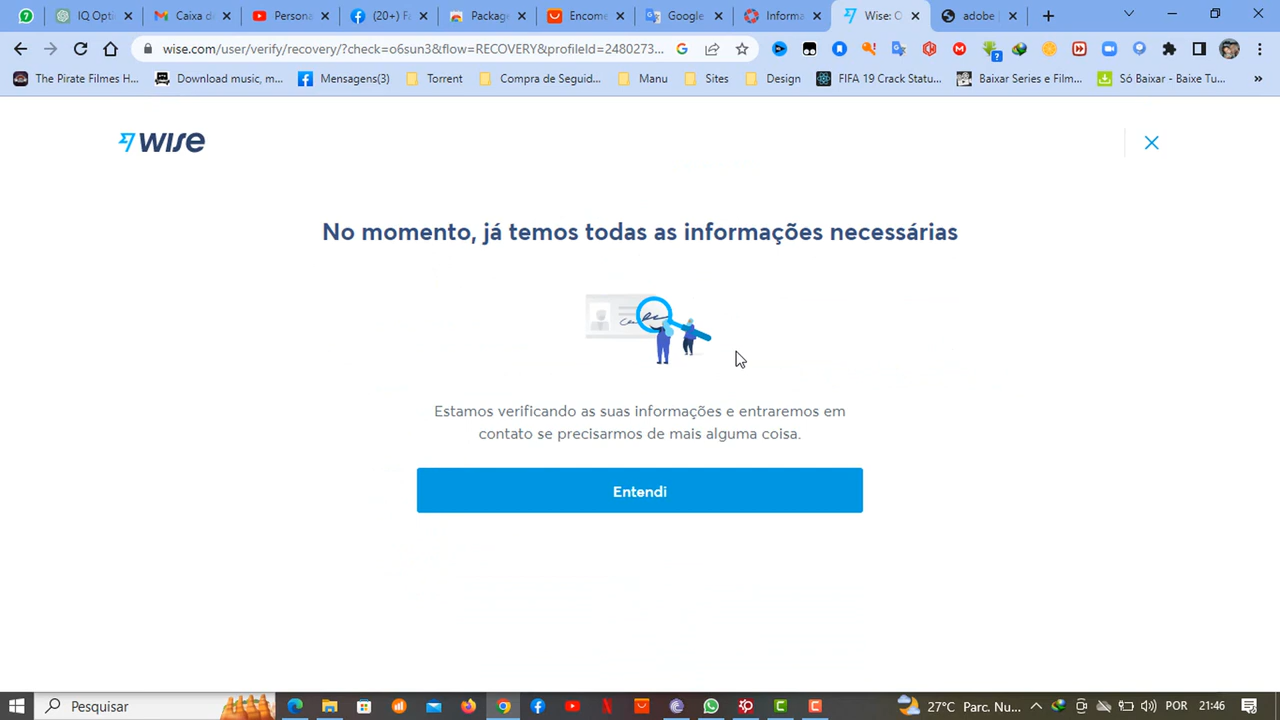 IQ Opti
Caixa d
Persona
(20+) F
Packag
Encome
Google
Informa
Wise: O
adobe
wise.com/user/verify/recovery/?check=o6sun3&flow=RECOVERY&profileId=2480273...
The Pirate Filmes H...
Download music, m...
Mensagens(3)
Torrent
Compra de Seguid...
Manu
Sites
Design
FIFA 19 Crack Statu...
Baixar Series e Film...
Só Baixar - Baixe Tu...
»
wise
No momento, já temos todas as informações necessárias
Estamos verificando as suas informações e entraremos em
contato se precisarmos de mais alguma coisa.
Entendi
Pesquisar
27°C Parc. Nu...
POR
21:46